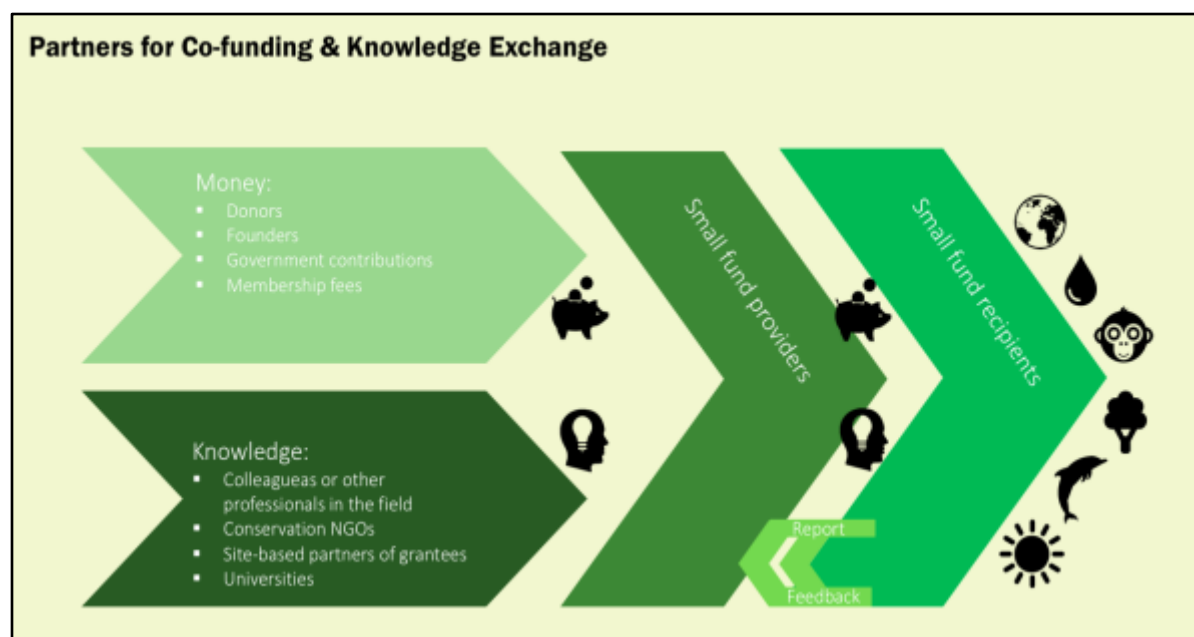 Partners for Co-funding & Knowledge Exchange
Money:
▪ Donors
▪ Founders
▪ Government contributions
▪ Membership fees
Knowledge:
▪ Colleagueas or other
professionals in the field
▪ Conservation NGOs
▪ Site-based partners of grantees
▪ Universities
Small fund providers
Small fund recipients
Report
Feedback